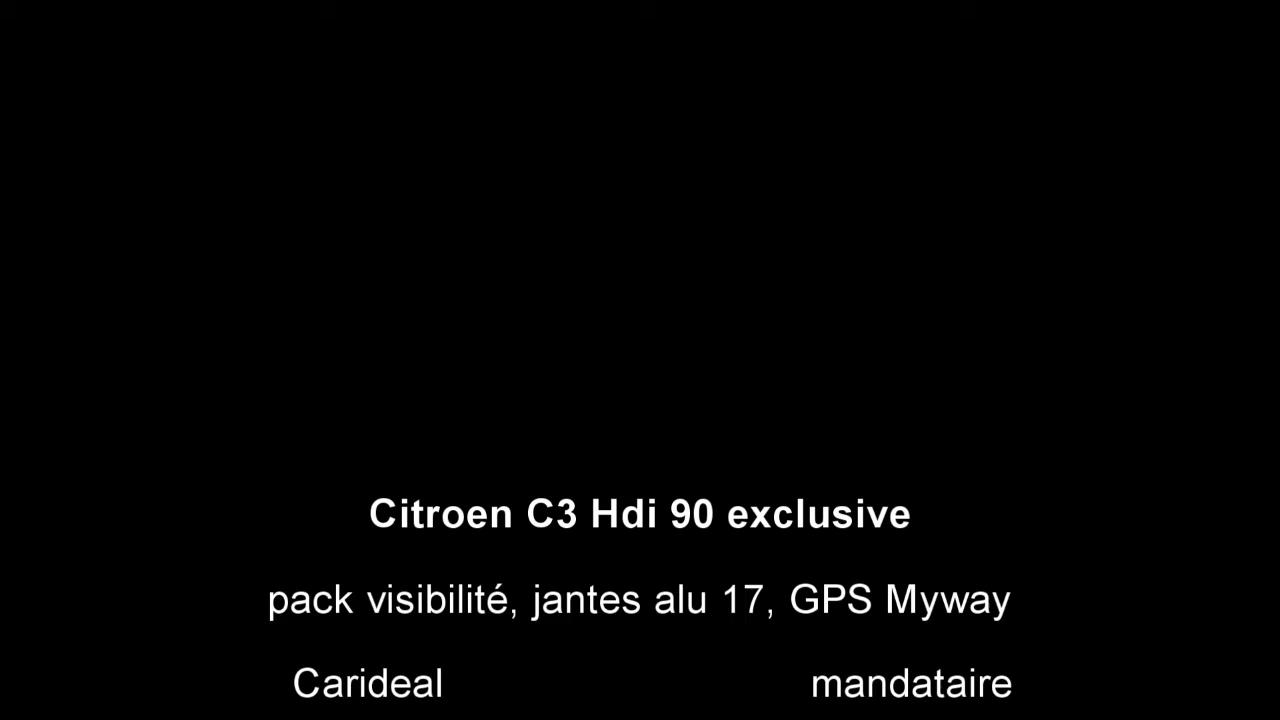 Citroen C3 Hdi 90 exclusive
pack visibilité, jantes alu 17, GPS Myway
Carideal mandataire